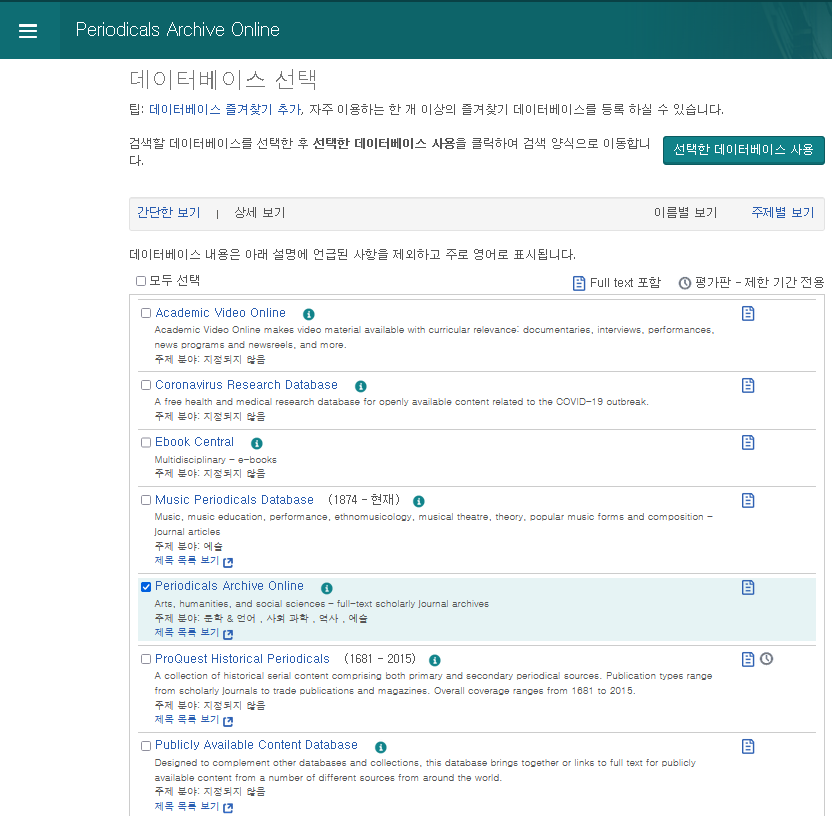 Periodicals Archive Online
데이터베이스 선택
팁: 데이터베이스 즐겨찾기 추가, 자주 이용하는 한 개 이상의 즐겨찾기 데이터베이스를 등록 하실 수 있습니다.
검색할 데이터베이스를 선택한 후 선택한 데이터베이스 사용을 클릭하여 검색 양식으로 이동합니
다.
선택한 데이터베이스 사용
간단한 보기 | 상세 보기 이름별 보기 주제별 보기
데이터베이스 내용은 아래 설명에 언급된 사항을 제외하고 주로 영어로 표시됩니다.
모두 선택 Full text 포함 평가판 - 제한 기간 전용
Academic Video Online
Academic Video Online makes video material available with curricular relevance: documentaries, interviews, performances,
news programs and newsreels, and more.
주제 분야: 지정되지 않음
Coronavirus Research Database
A free health and medical research database for openly available content related to the COVID-19 outbreak.
주제 분야: 지정되지 않음
Ebook Central
Multidisciplinary - e-books
주제 분야: 지정되지 않음
Music Periodicals Database (1874 - 현재)
Music, music education, performance, ethnomusicology, musical theatre, theory, popular music forms and composition -
journal articles
주제 분야: 예술
제목 목록 보기
Periodicals Archive Online
Arts, humanities, and social sciences - full-text scholarly journal archives
주제 분야: 문학 & 언어 , 사회 과학 , 역사 , 예술
제목 목록 보기
ProQuest Historical Periodicals (1681 - 2015)
A collection of historical serial content comprising both primary and secondary periodical sources. Publication types range
from scholarly journals to trade publications and magazines. Overall coverage ranges from 1681 to 2015.
주제 분야: 지정되지 않음
제목 목록 보기
Publicly Available Content Database
Designed to complement other databases and collections, this database brings together or links to full text for publicly
available content from a number of different sources from around the world.
주제 분야: 지정되지 않음
제목 목록 보기